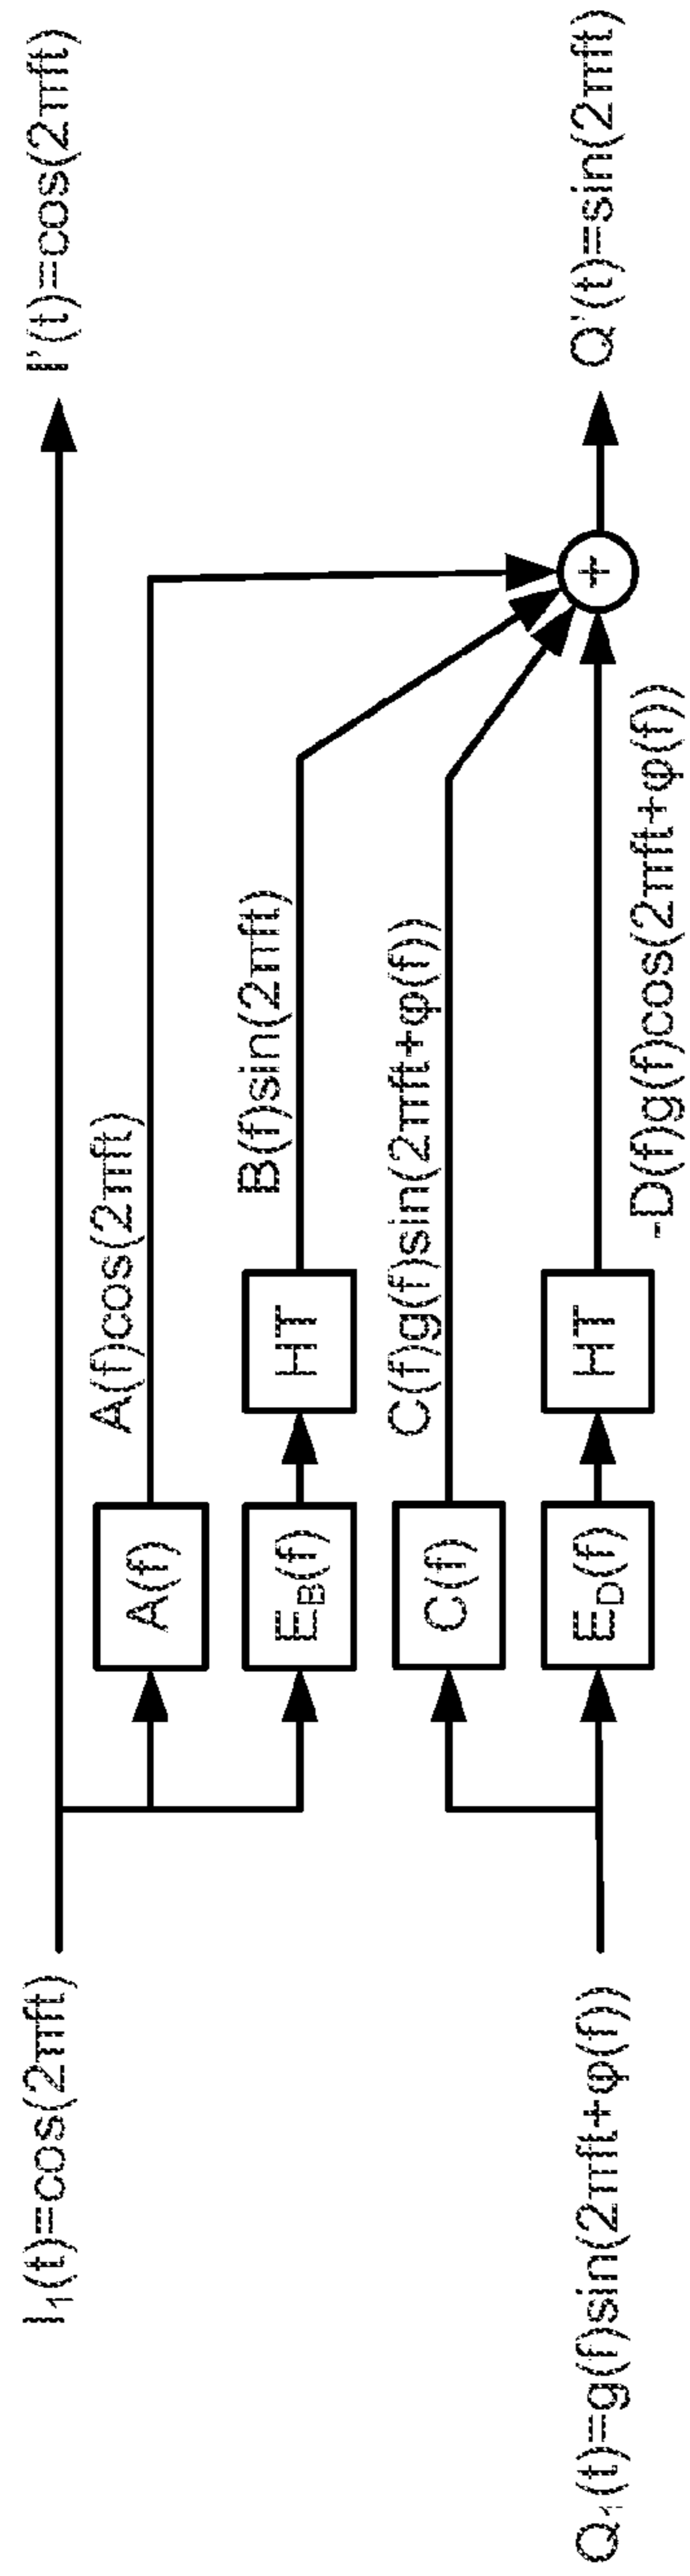 I₁(t)=cos(2πft)
I'(t)=cos(2πft)
A(f)
A(f)cos(2πft)
E_B(f)
HT
B(f)sin(2πft)
C(f)
C(f)g(f)sin(2πft+φ(f))
Q₁(t)=g(f)sin(2πft+φ(f))
E_D(f)
HT
-D(f)g(f)cos(2πft+φ(f))
+
Q'(t)=sin(2πft)